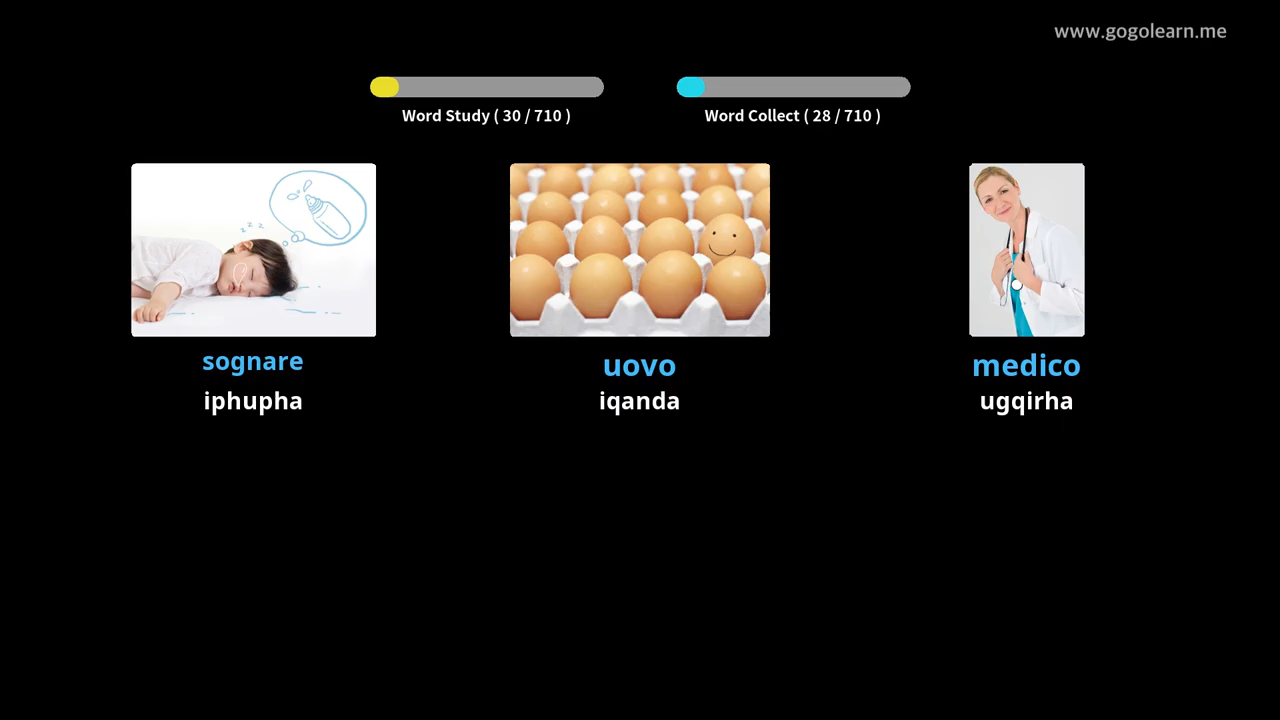 www.gogolearn.me
Word Study ( 30 / 710 )
Word Collect ( 28 / 710 )
z z z
sognare
uovo
medico
iphupha
iqanda
ugqirha